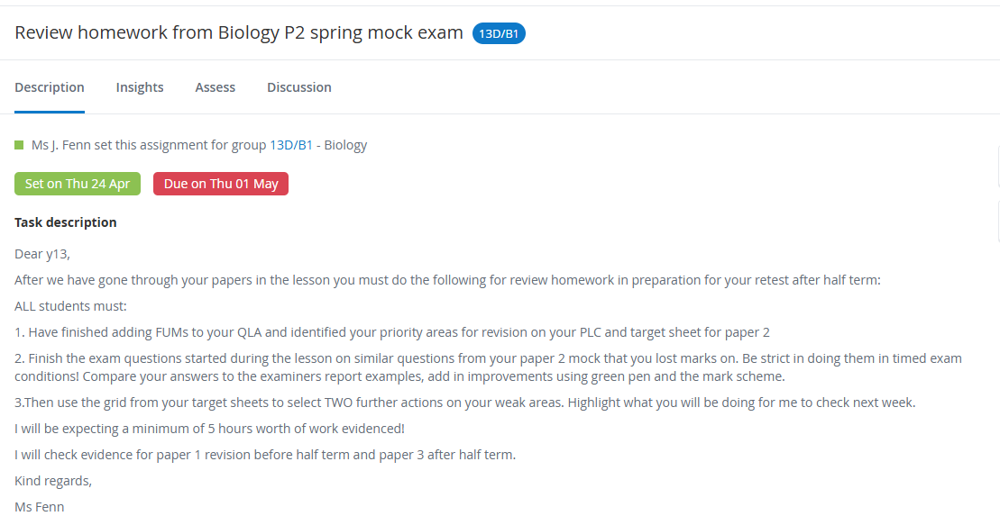 Review homework from Biology P2 spring mock exam 13D/B1
Description Insights Assess Discussion
Ms J. Fenn set this assignment for group 13D/B1 - Biology
Set on Thu 24 Apr Due on Thu 01 May
Task description
Dear y13,
After we have gone through your papers in the lesson you must do the following for review homework in preparation for your retest after half term:
ALL students must:
1. Have finished adding FUMs to your QLA and identified your priority areas for revision on your PLC and target sheet for paper 2
2. Finish the exam questions started during the lesson on similar questions from your paper 2 mock that you lost marks on. Be strict in doing them in timed exam
conditions! Compare your answers to the examiners report examples, add in improvements using green pen and the mark scheme.
3.Then use the grid from your target sheets to select TWO further actions on your weak areas. Highlight what you will be doing for me to check next week.
I will be expecting a minimum of 5 hours worth of work evidenced!
I will check evidence for paper 1 revision before half term and paper 3 after half term.
Kind regards,
Ms Fenn